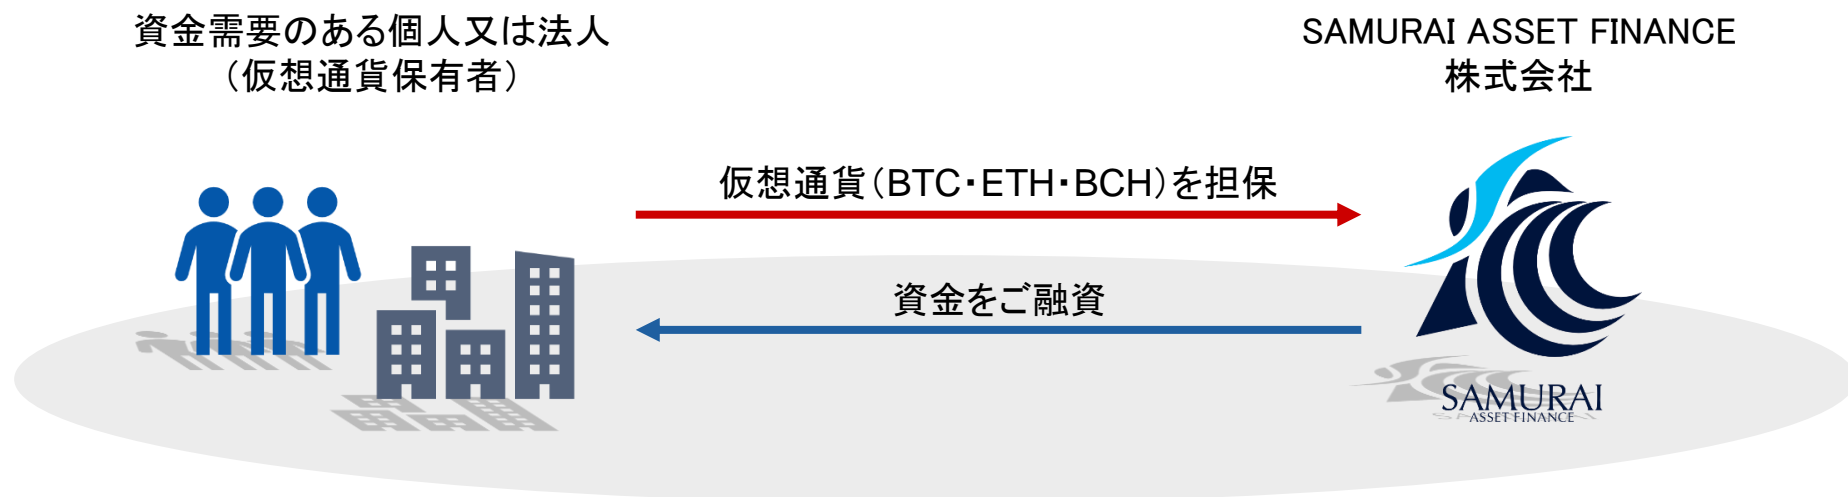 資金需要のある個人又は法人
（仮想通貨保有者）
SAMURAI ASSET FINANCE
株式会社
仮想通貨（BTC・ETH・BCH）を担保
資金をご融資
SAMURAI
ASSET FINANCE